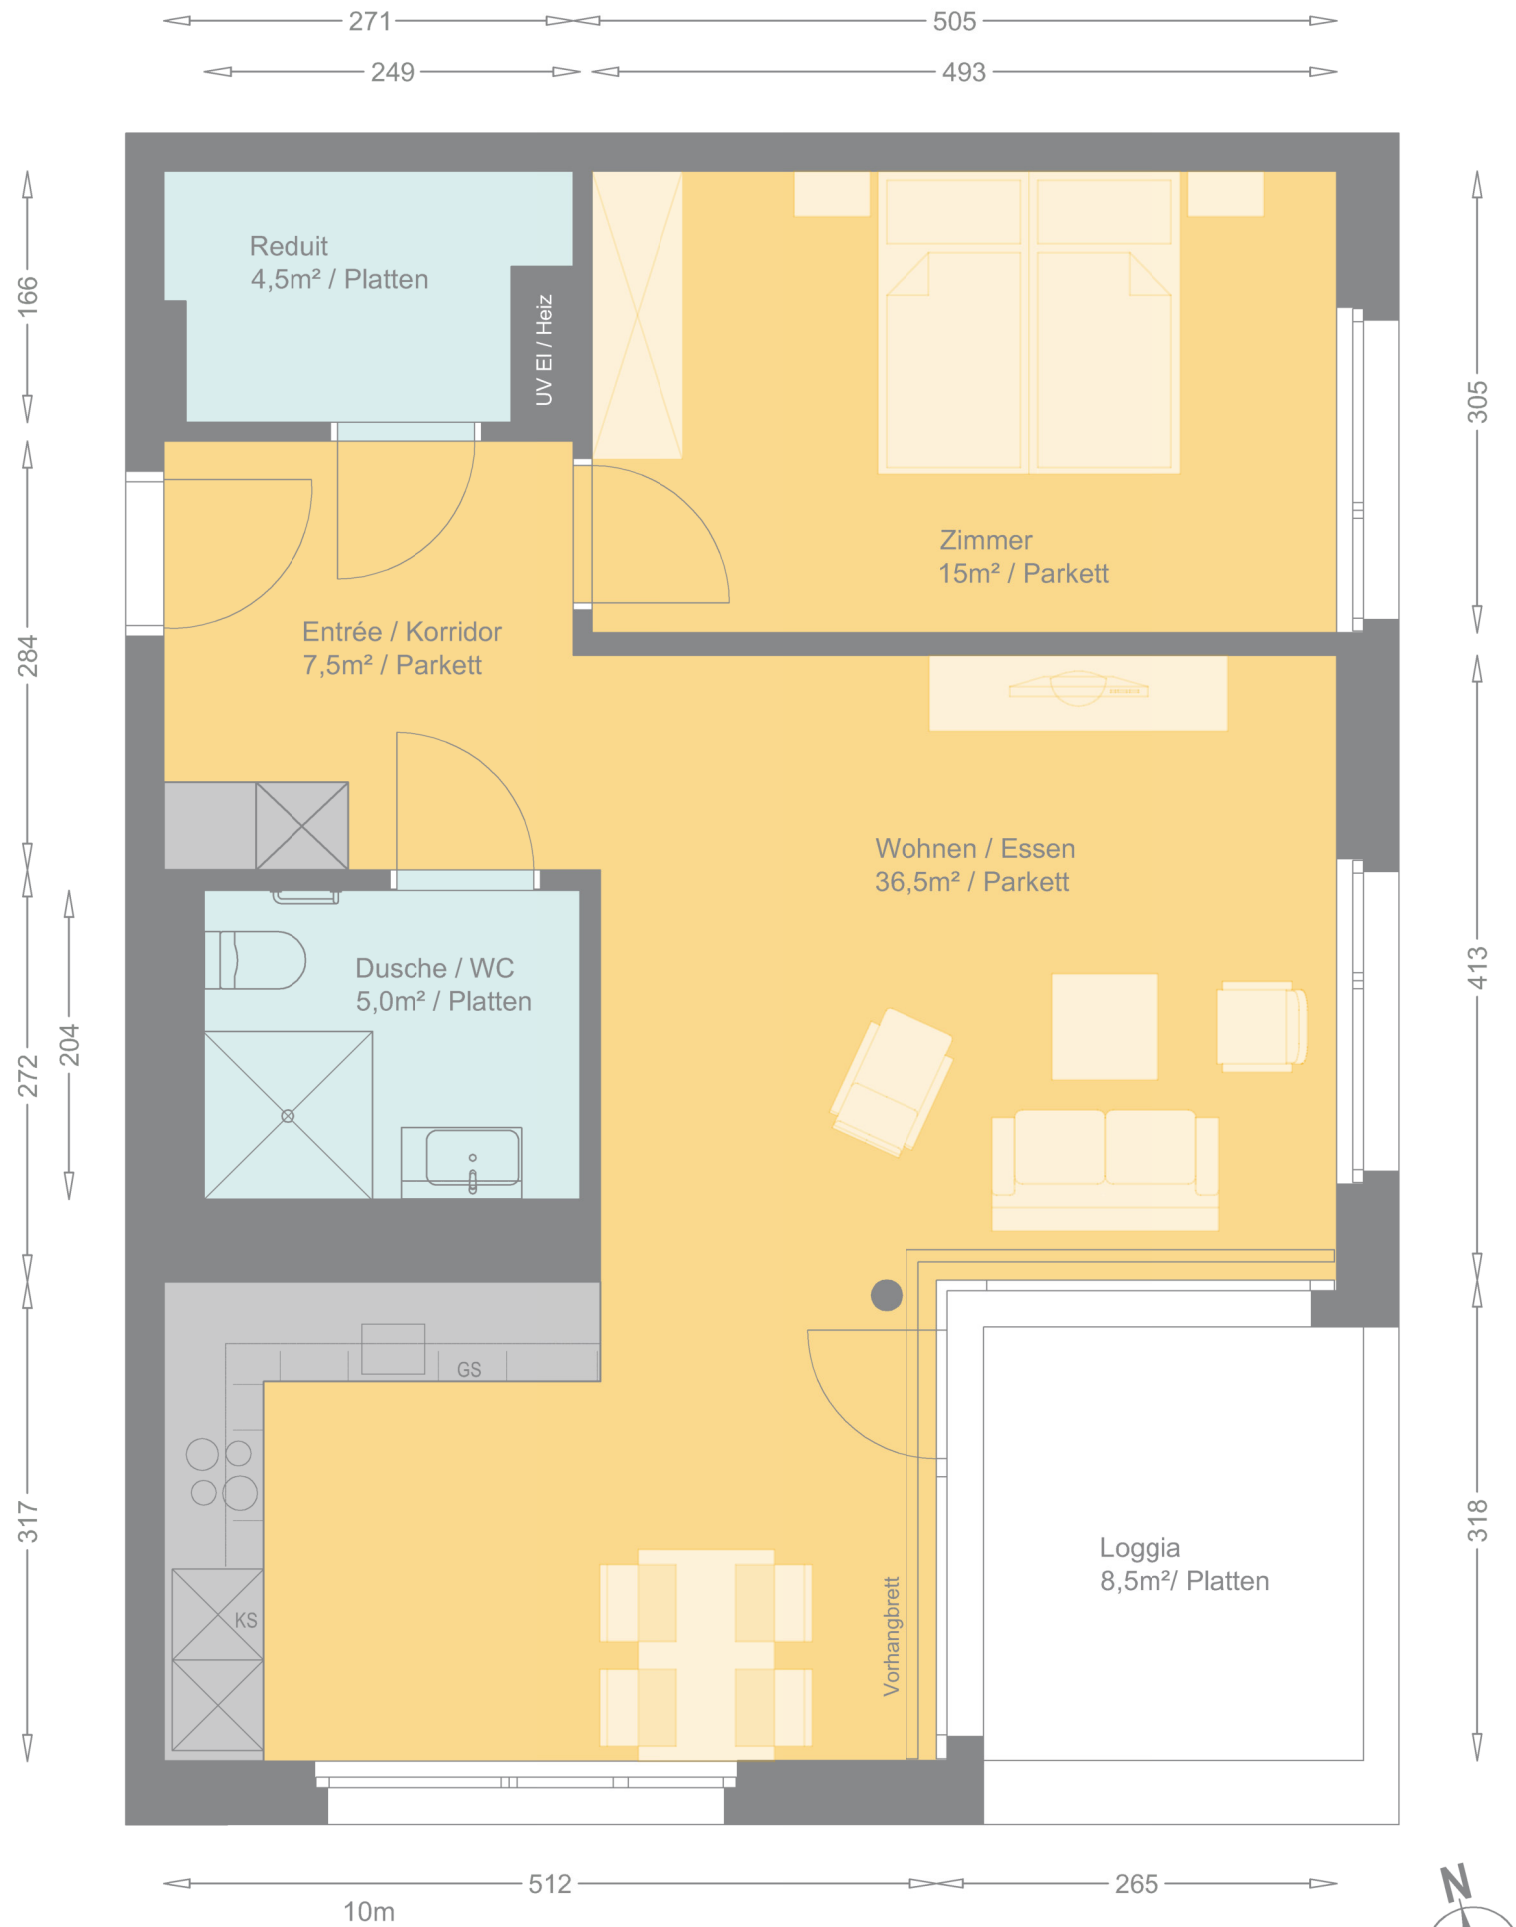 271
505
249
493
Reduit
4,5m² / Platten
UV El / Heiz
166
305
Zimmer
15m² / Parkett
Entrée / Korridor
7,5m² / Parkett
284
Wohnen / Essen
36,5m² / Parkett
413
Dusche / WC
5,0m² / Platten
204
272
GS
317
318
Loggia
8,5m²/ Platten
KS
Vorhangbrett
512
265
10m
N